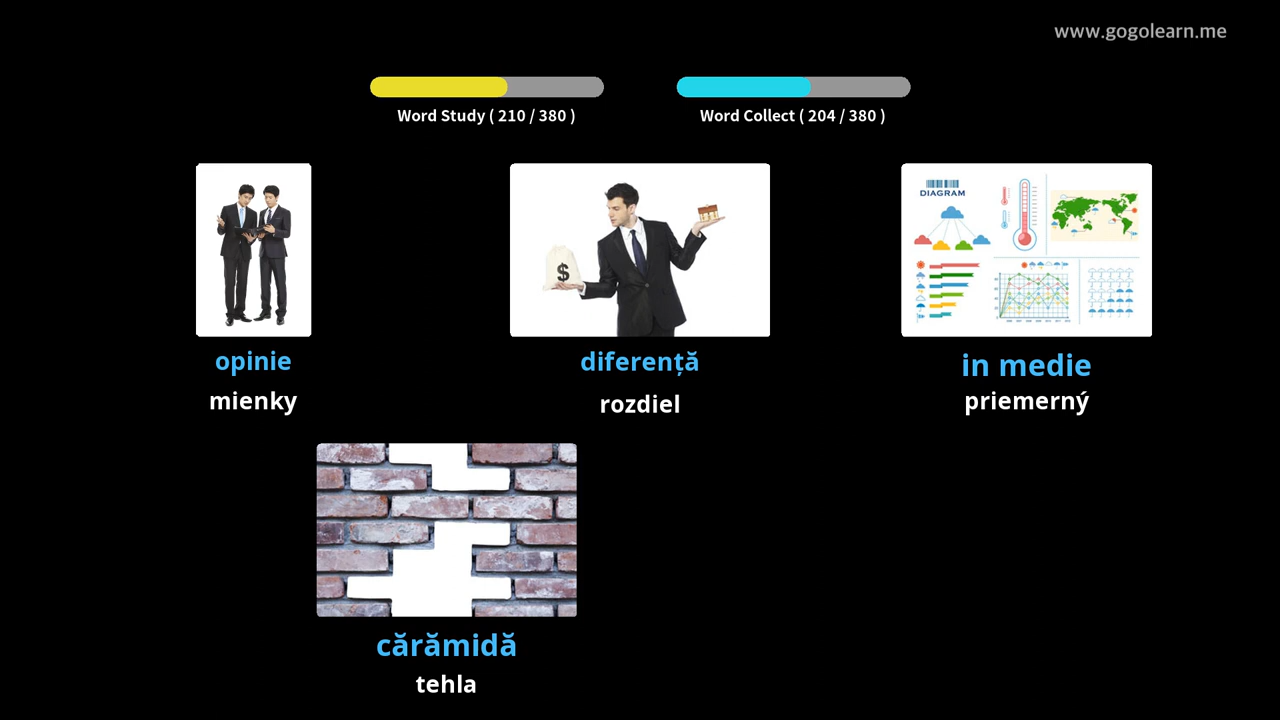 www.gogolearn.me
Word Study ( 210 / 380 )
Word Collect ( 204 / 380 )
$
DIAGRAM
opinie
diferență
in medie
mienky
rozdiel
priemerný
cărămidă
tehla